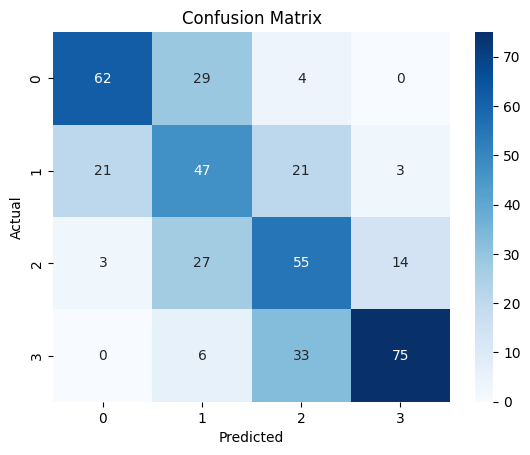 Confusion Matrix
Actual
0 62 29 4 0
1 21 47 21 3
2 3 27 55 14
3 0 6 33 75
0 1 2 3
Predicted
70
60
50
40
30
20
10
0